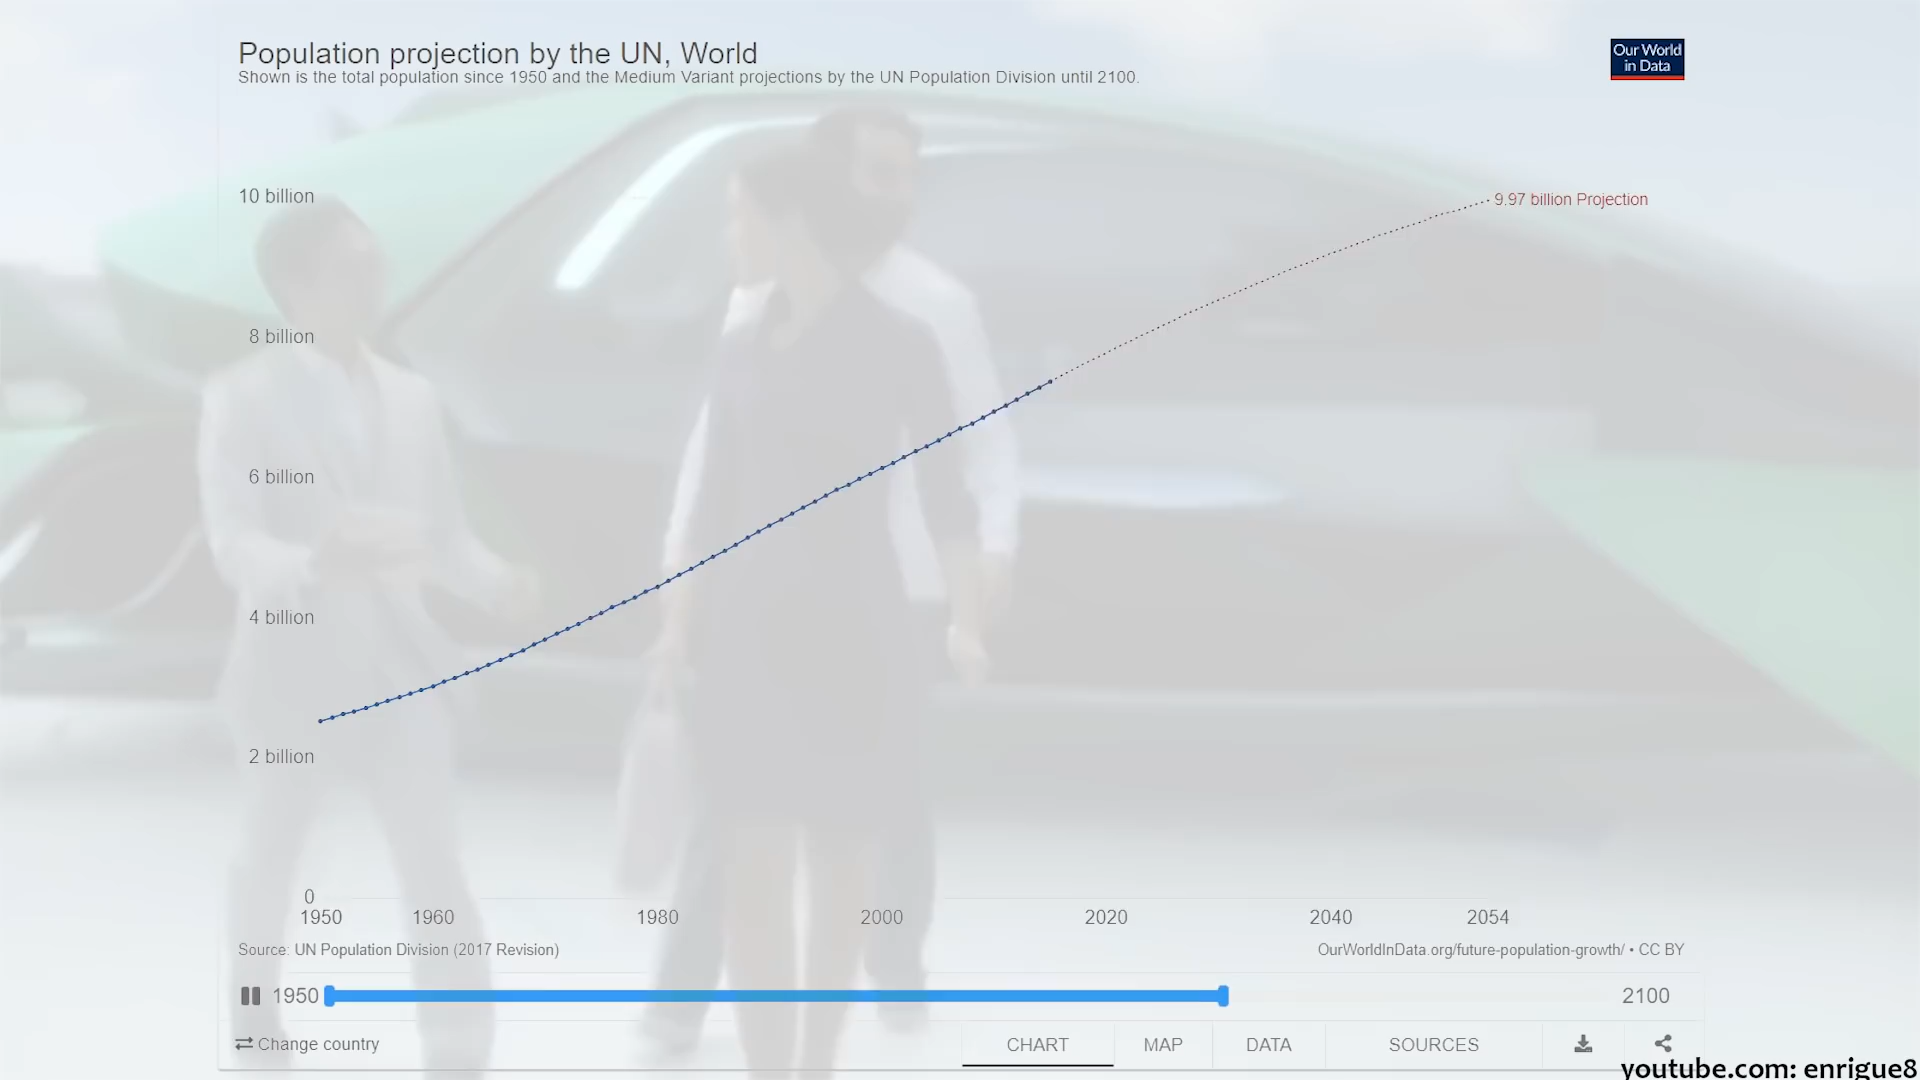 Population projection by the UN, World
Shown is the total population since 1950 and the Medium Variant projections by the UN Population Division until 2100.
Our World
in Data
10 billion
9.97 billion Projection
8 billion
6 billion
4 billion
2 billion
0
1950 1960 1980 2000 2020 2040 2054
Source: UN Population Division (2017 Revision)
OurWorldInData.org/future-population-growth/ • CC BY
1950 2100
Change country CHART MAP DATA SOURCES
youtube.com: enrigue8